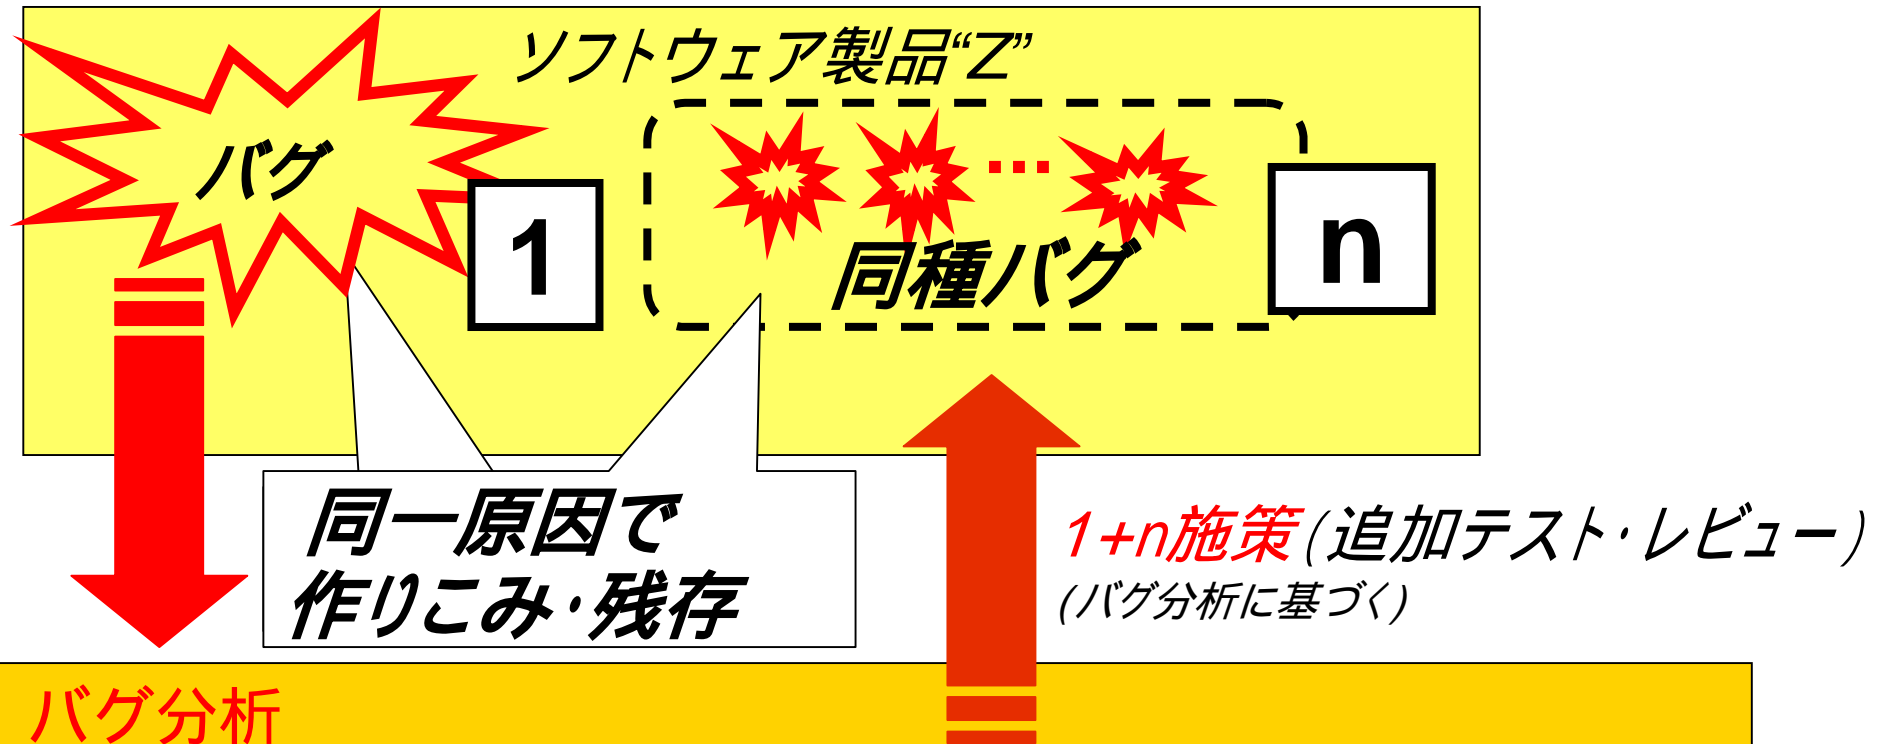 ソフトウェア製品“Z”
バグ
…
1
n
同種バグ
同一原因で
作りこみ・残存
1+n施策(追加テスト・レビュー)
(バグ分析に基づく)
バグ分析